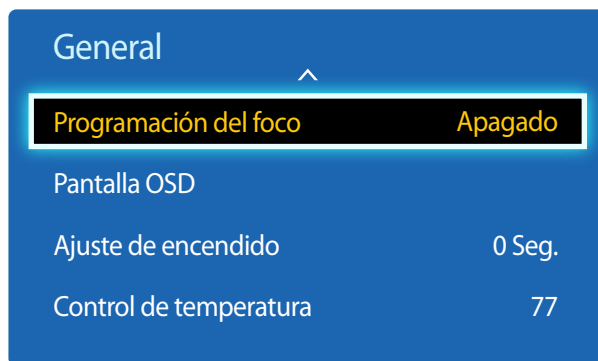 General
Programación del foco Apagado
Pantalla OSD
Ajuste de encendido 0 Seg.
Control de temperatura 77